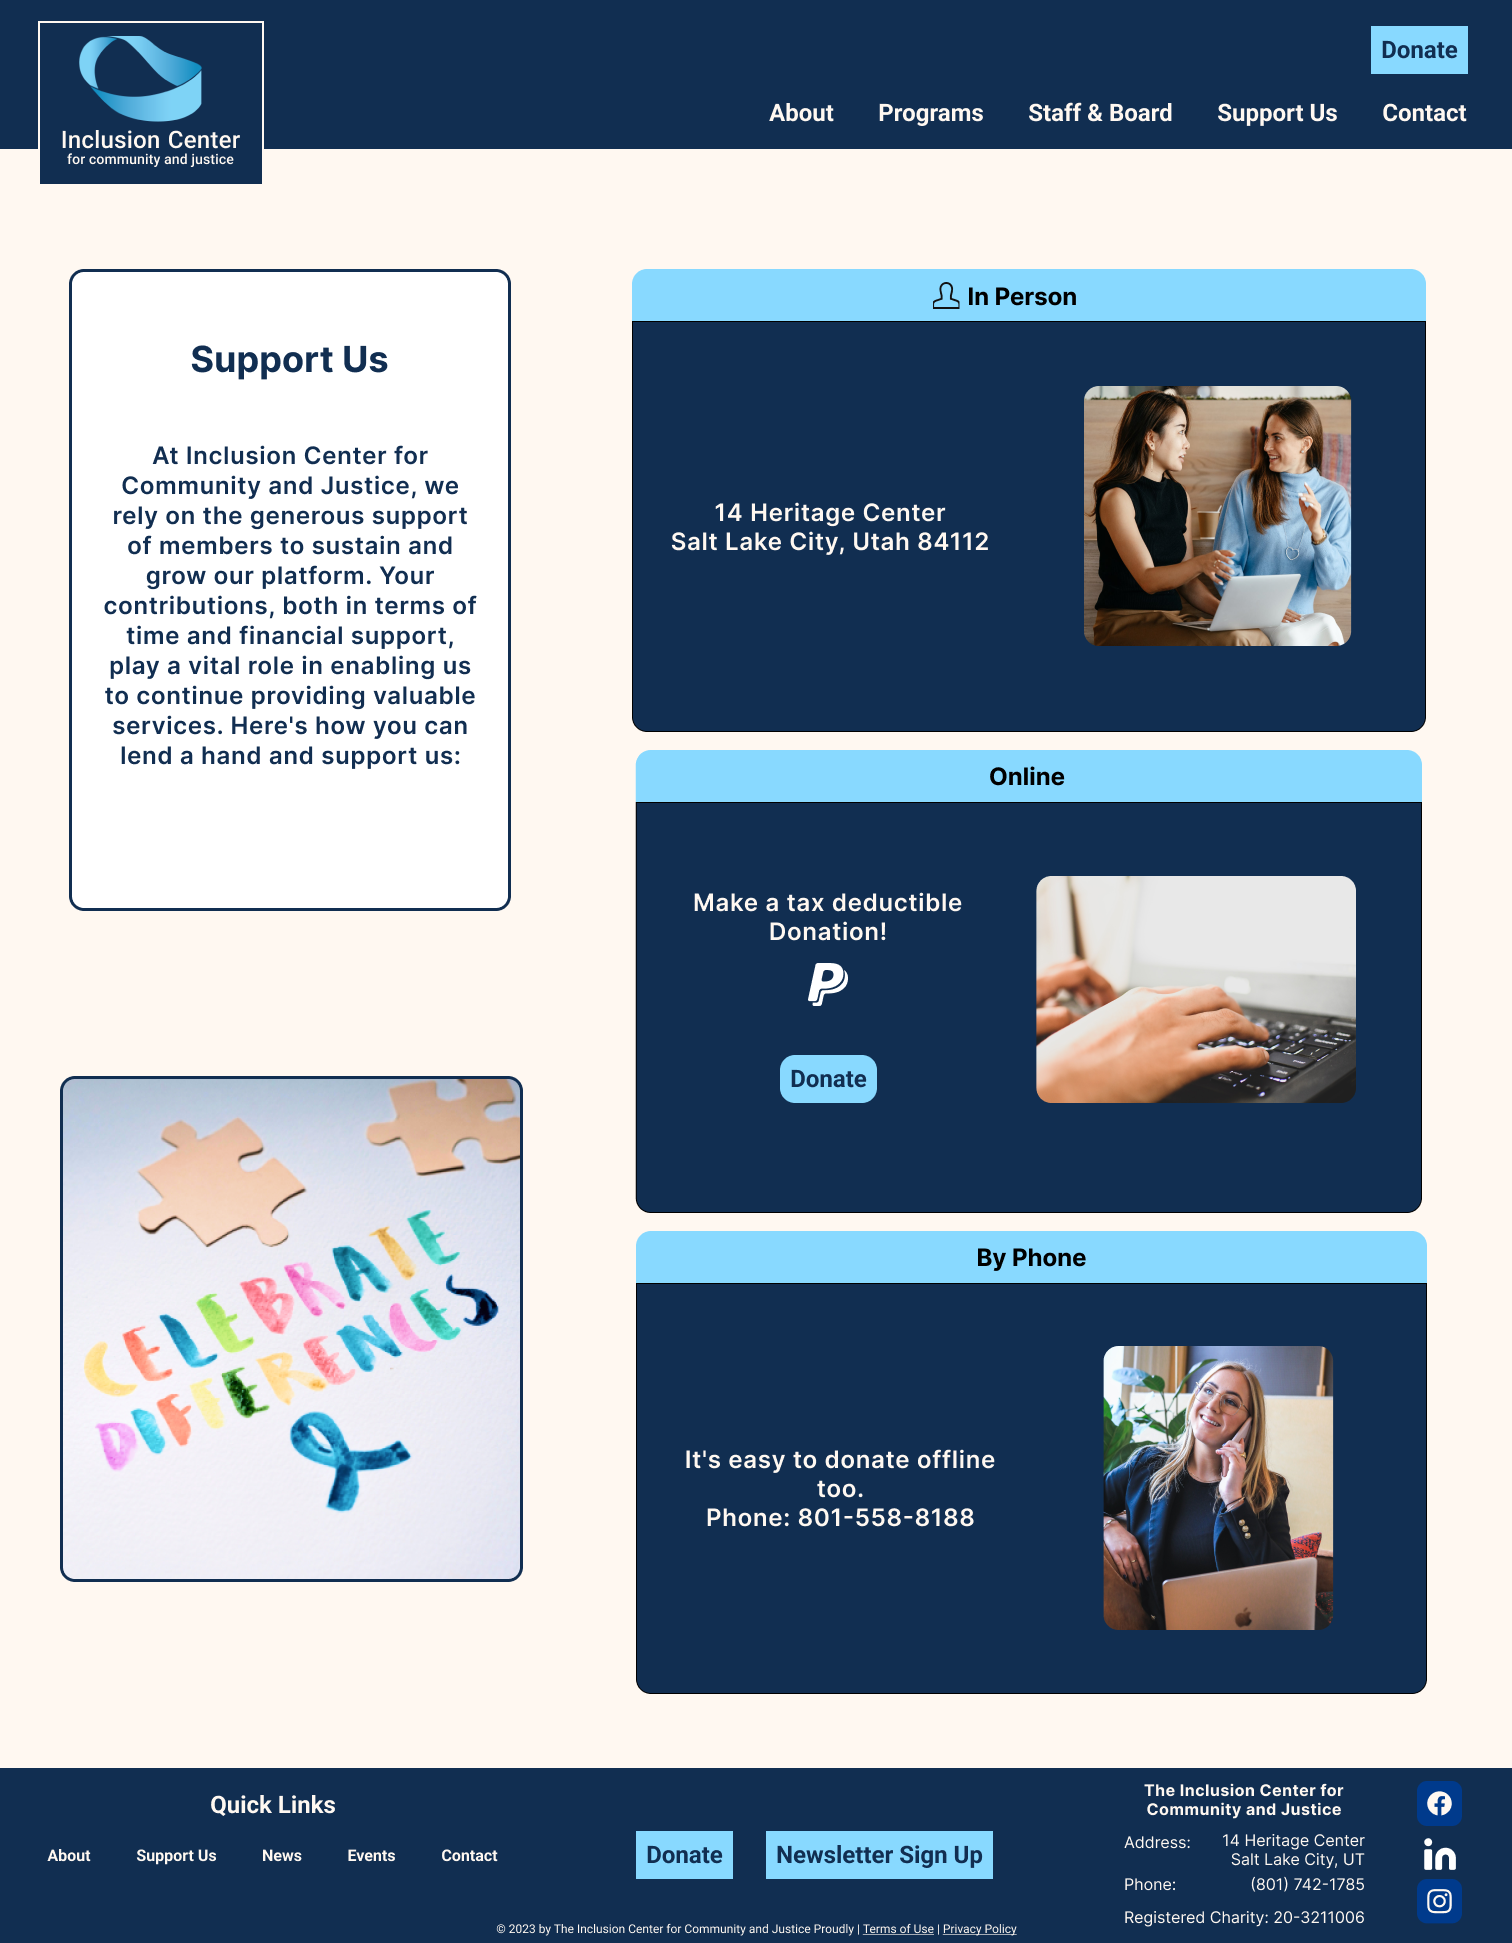 Inclusion Center
for community and justice
Donate
About Programs Staff & Board Support Us Contact
Support Us
At Inclusion Center for
Community and Justice, we
rely on the generous support
of members to sustain and
grow our platform. Your
contributions, both in terms of
time and financial support,
play a vital role in enabling us
to continue providing valuable
services. Here's how you can
lend a hand and support us:
CELEBRATE
DIFFERENCES
In Person
14 Heritage Center
Salt Lake City, Utah 84112
Online
Make a tax deductible
Donation!
Donate
By Phone
It's easy to donate offline
too.
Phone: 801-558-8188
Quick Links
About Support Us News Events Contact
Donate Newsletter Sign Up
The Inclusion Center for
Community and Justice
Address: 14 Heritage Center
Salt Lake City, UT
Phone: (801) 742-1785
Registered Charity: 20-3211006
© 2023 by The Inclusion Center for Community and Justice Proudly | Terms of Use | Privacy Policy